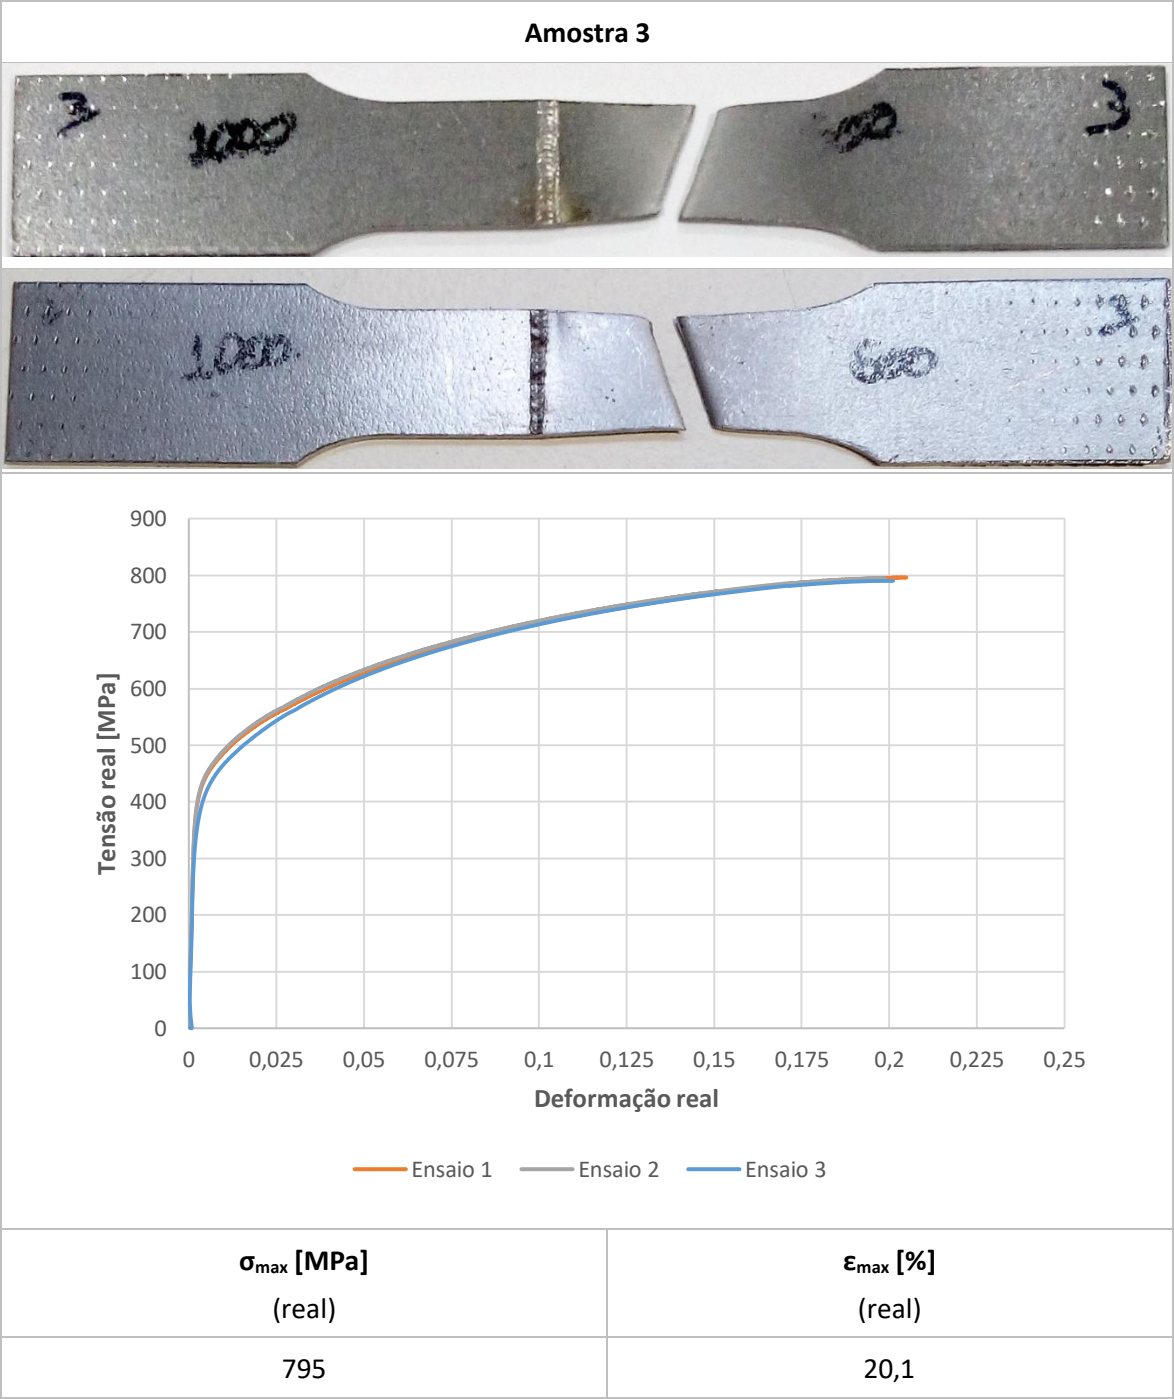 Amostra 3
3 1000 3
1000 600 3
900
800
700
600
500
400
300
200
100
0
Tensão real [MPa]
0 0,025 0,05 0,075 0,1 0,125 0,15 0,175 0,2 0,225 0,25
Deformação real
Ensaio 1 Ensaio 2 Ensaio 3
σmax [MPa] εmax [%]
(real) (real)
795 20,1